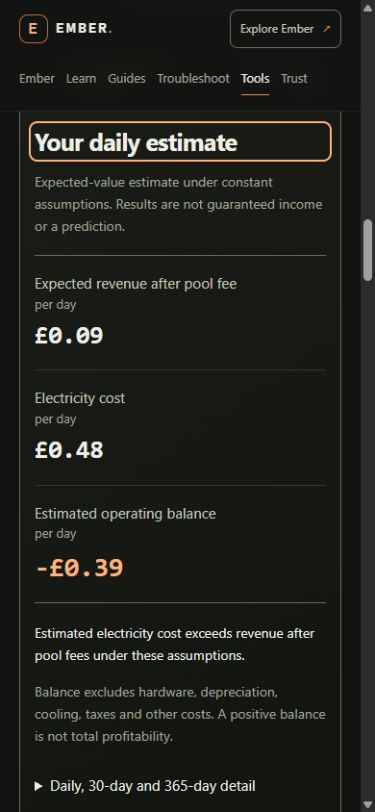 E EMBER.
Explore Ember ↗
Ember Learn Guides Troubleshoot Tools Trust
Your daily estimate
Expected-value estimate under constant
assumptions. Results are not guaranteed income
or a prediction.
Expected revenue after pool fee
per day
£0.09
Electricity cost
per day
£0.48
Estimated operating balance
per day
-£0.39
Estimated electricity cost exceeds revenue after
pool fees under these assumptions.
Balance excludes hardware, depreciation,
cooling, taxes and other costs. A positive balance
is not total profitability.
▶ Daily, 30-day and 365-day detail